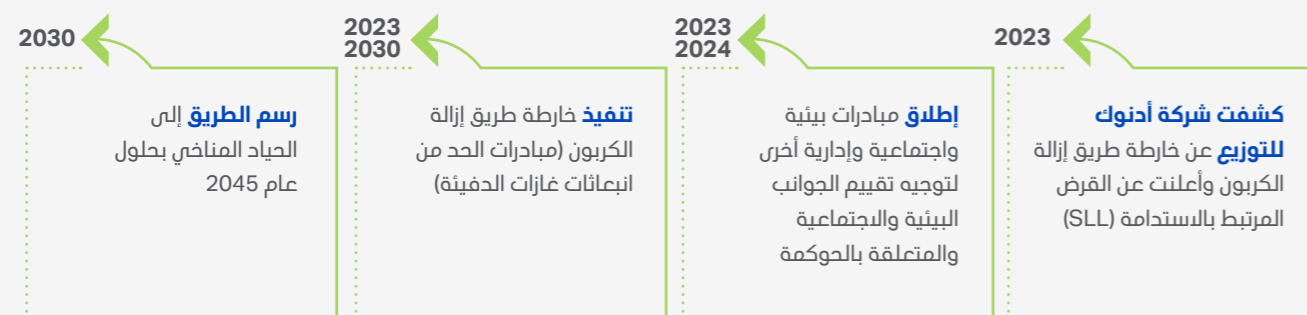 2023
كشفت شركة أدنوك
للتوزيع عن خارطة طريق إزالة
الكربون وأعلنت عن القرض
المرتبط بالاستدامة (SLL)
2023
2024
إطلاق مبادرات بيئية
واجتماعية وإدارية أخرى
لتوجيه تقييم الجوانب
البيئية والاجتماعية
والمتعلقة بالحوكمة
2023
2030
تنفيذ خارطة طريق إزالة
الكربون (مبادرات الحد من
انبعاثات غازات الدفيئة)
2030
رسم الطريق إلى
الحياد المناخي بحلول
عام 2045